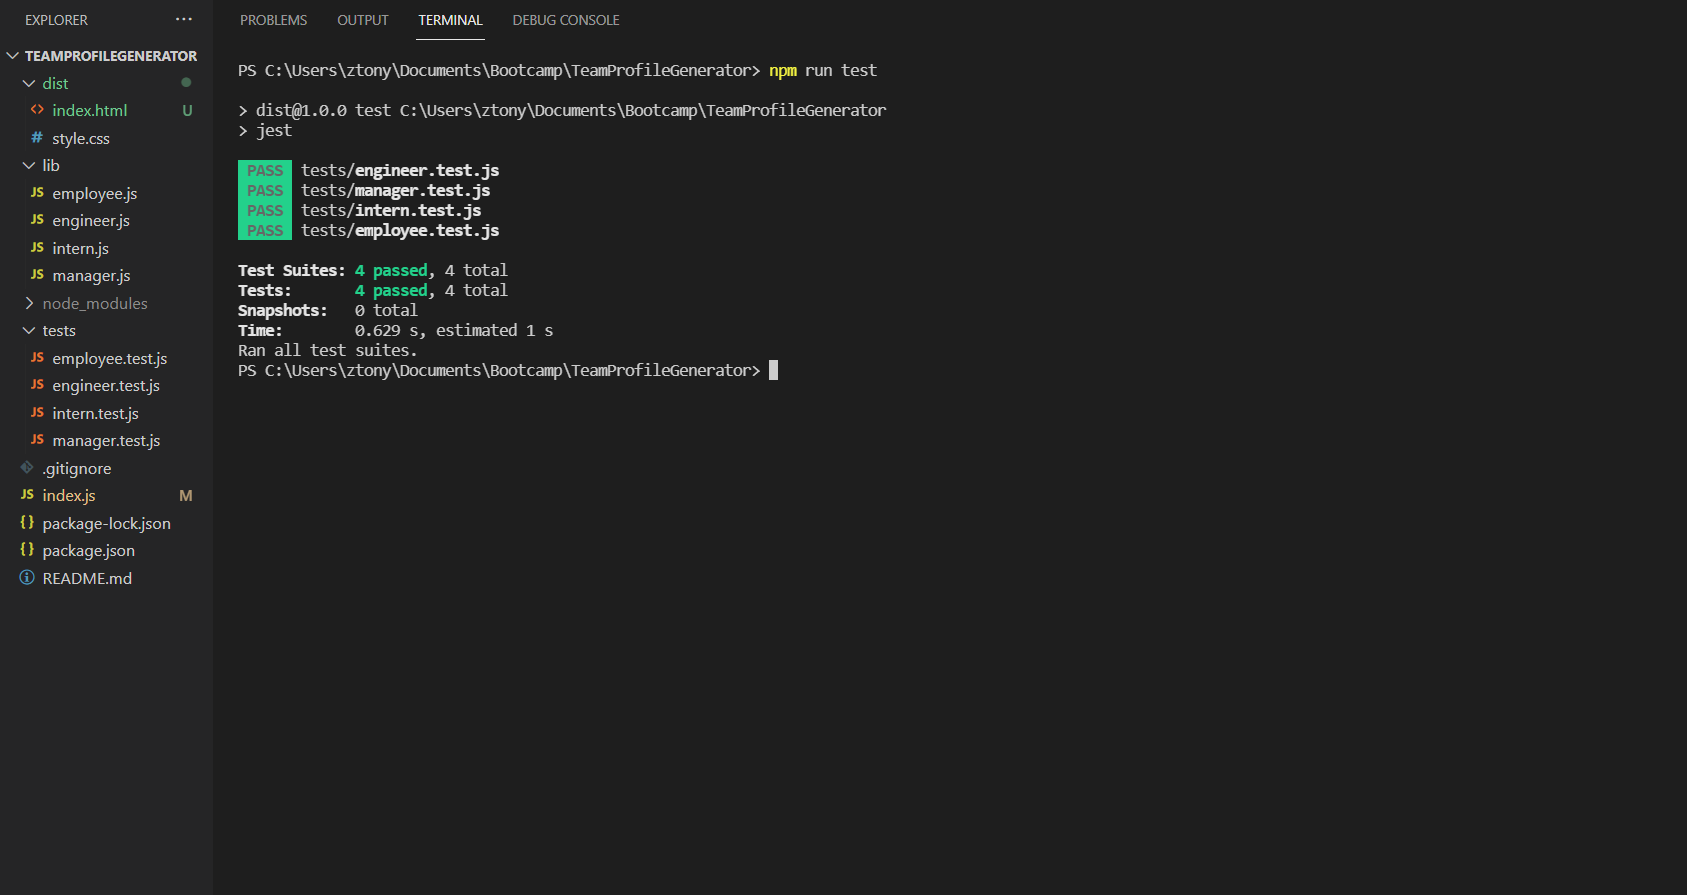 EXPLORER ···
TEAMPROFILEGENERATOR
dist
index.html U
style.css
lib
JS employee.js
JS engineer.js
JS intern.js
JS manager.js
node_modules
tests
JS employee.test.js
JS engineer.test.js
JS intern.test.js
JS manager.test.js
.gitignore
JS index.js M
{} package-lock.json
{} package.json
README.md
PROBLEMS OUTPUT TERMINAL DEBUG CONSOLE
PS C:\Users\ztony\Documents\Bootcamp\TeamProfileGenerator> npm run test
> dist@1.0.0 test C:\Users\ztony\Documents\Bootcamp\TeamProfileGenerator
> jest
PASS tests/engineer.test.js
PASS tests/manager.test.js
PASS tests/intern.test.js
PASS tests/employee.test.js
Test Suites: 4 passed, 4 total
Tests: 4 passed, 4 total
Snapshots: 0 total
Time: 0.629 s, estimated 1 s
Ran all test suites.
PS C:\Users\ztony\Documents\Bootcamp\TeamProfileGenerator>